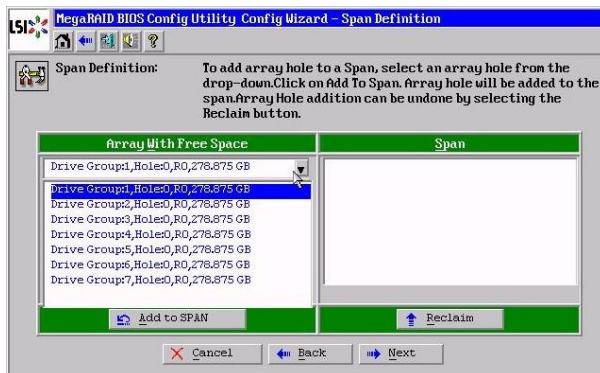 LSI
MegaRAID BIOS Config Utility Config Wizard – Span Definition
Span Definition:
To add array hole to a Span, select an array hole from the
drop-down.Click on Add To Span. Array hole will be added to the
span.Array Hole addition can be undone by selecting the
Reclaim button.
Array With Free Space
Span
Drive Group:1,Hole:0,R0,278.875 GB
Drive Group:1,Hole:0,R0,278.875 GB
Drive Group:2,Hole:0,R0,278.875 GB
Drive Group:3,Hole:0,R0,278.875 GB
Drive Group:4,Hole:0,R0,278.875 GB
Drive Group:5,Hole:0,R0,278.875 GB
Drive Group:6,Hole:0,R0,278.875 GB
Drive Group:7,Hole:0,R0,278.875 GB
Add to SPAN
Reclaim
Cancel
Back
Next